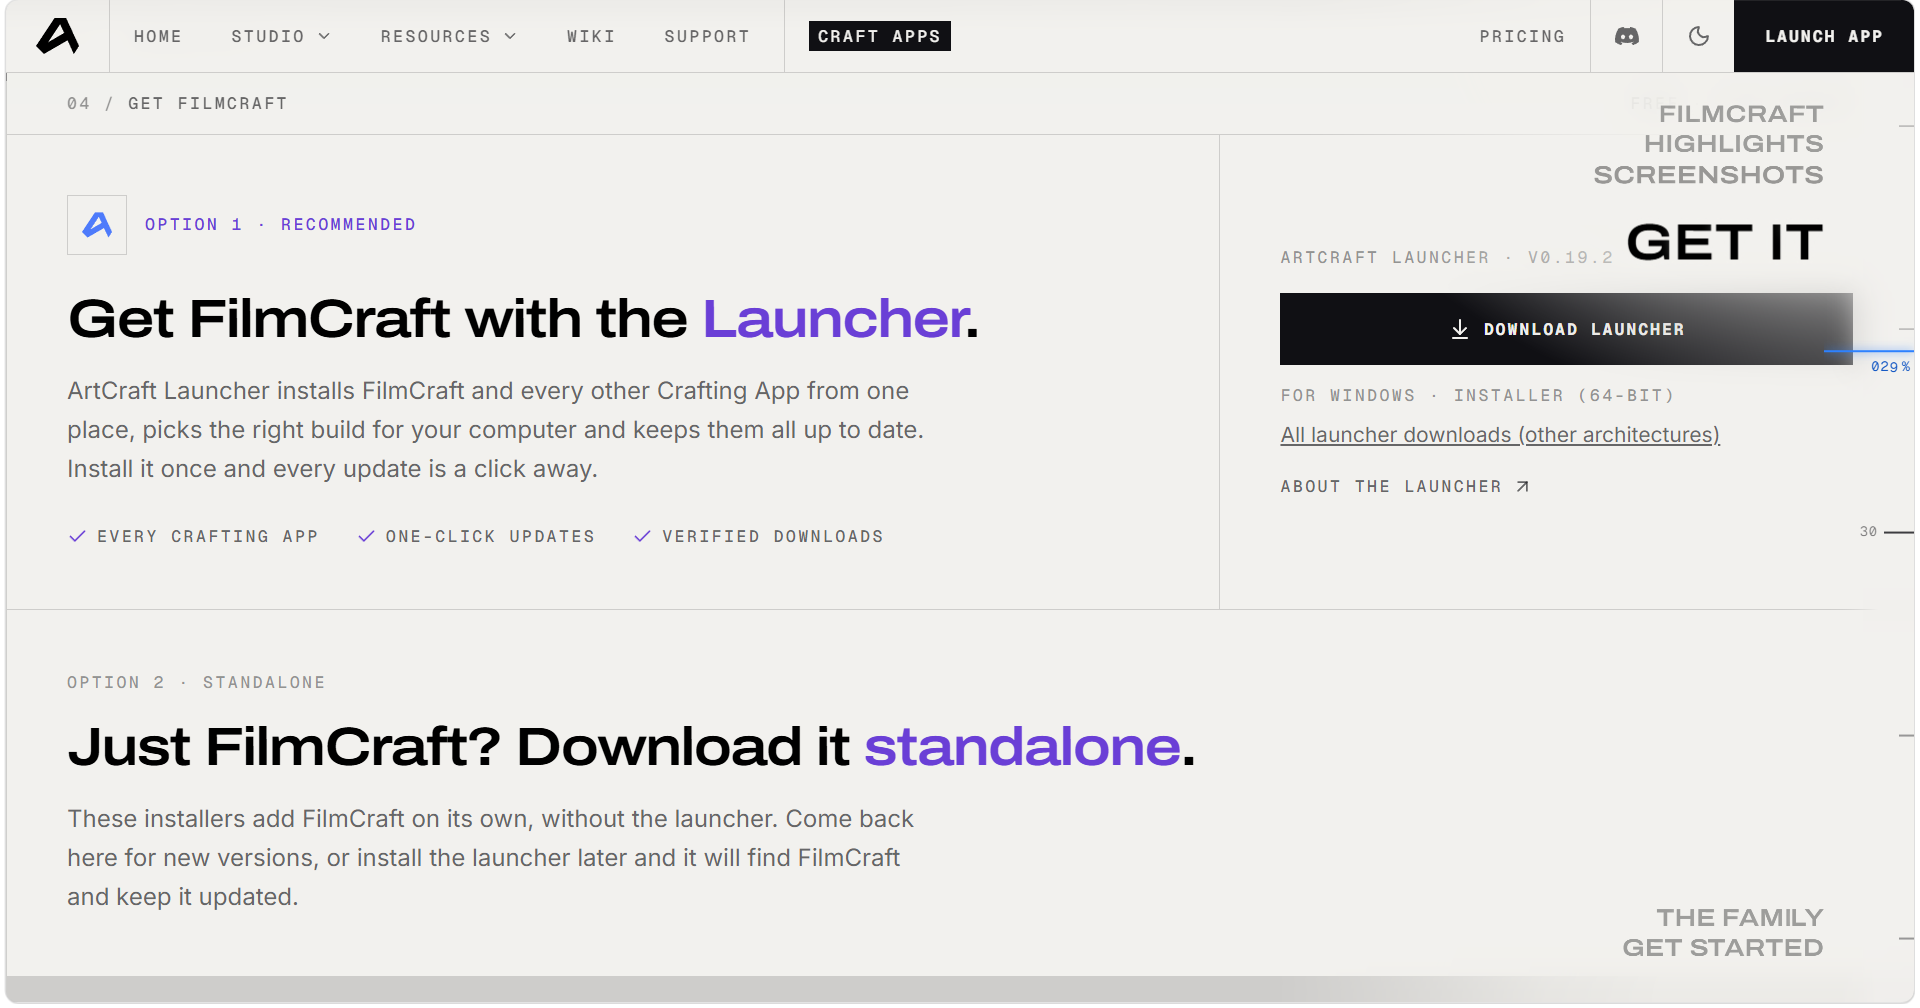 HOME
STUDIO
RESOURCES
WIKI
SUPPORT
CRAFT APPS
PRICING
LAUNCH APP
04 / GET FILMCRAFT
FILMCRAFT
HIGHLIGHTS
SCREENSHOTS
GET IT
OPTION 1 · RECOMMENDED
Get FilmCraft with the Launcher.
ArtCraft Launcher installs FilmCraft and every other Crafting App from one
place, picks the right build for your computer and keeps them all up to date.
Install it once and every update is a click away.
EVERY CRAFTING APP
ONE-CLICK UPDATES
VERIFIED DOWNLOADS
ARTCRAFT LAUNCHER · V0.19.2
DOWNLOAD LAUNCHER
029%
FOR WINDOWS · INSTALLER (64-BIT)
All launcher downloads (other architectures)
ABOUT THE LAUNCHER
30
OPTION 2 · STANDALONE
Just FilmCraft? Download it standalone.
These installers add FilmCraft on its own, without the launcher. Come back
here for new versions, or install the launcher later and it will find FilmCraft
and keep it updated.
THE FAMILY
GET STARTED